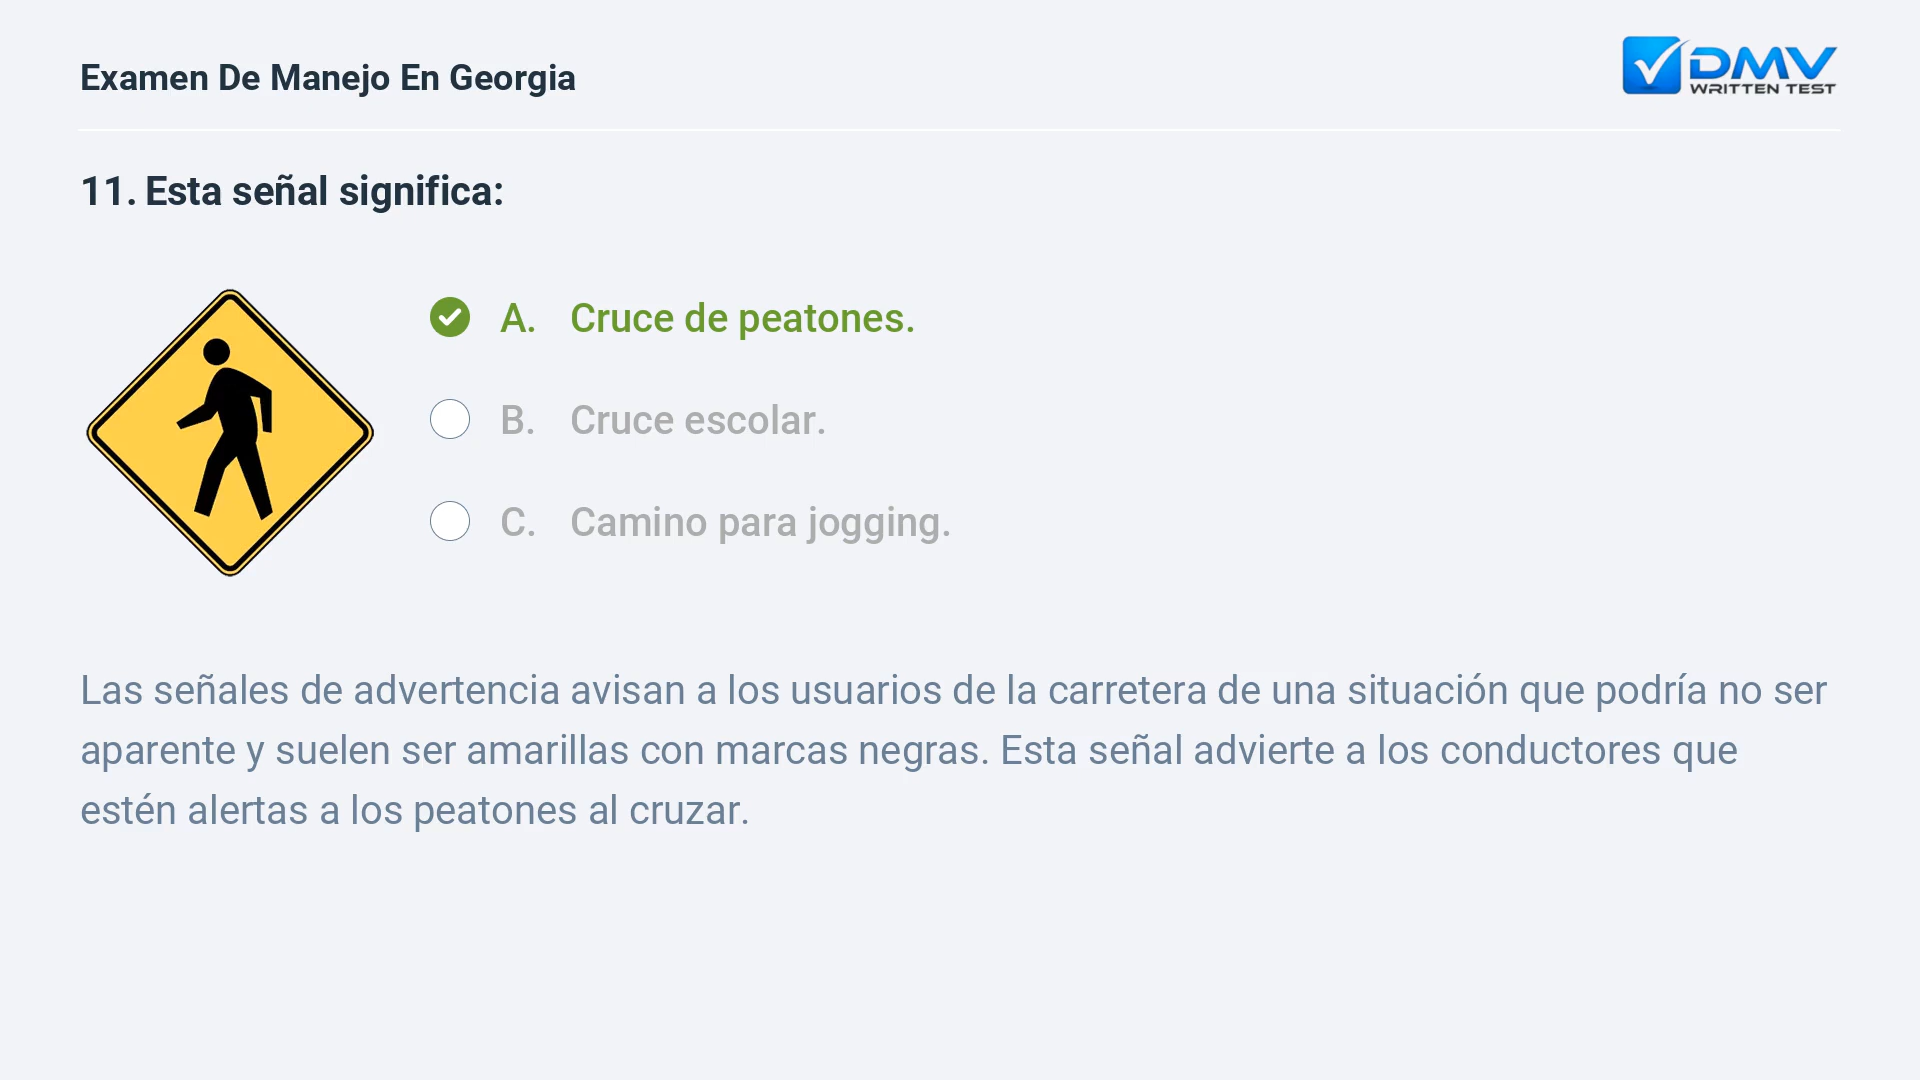 Examen De Manejo En Georgia
DMV
WRITTEN TEST
11. Esta señal significa:
A. Cruce de peatones.
B. Cruce escolar.
C. Camino para jogging.
Las señales de advertencia avisan a los usuarios de la carretera de una situación que podría no ser
aparente y suelen ser amarillas con marcas negras. Esta señal advierte a los conductores que
estén alertas a los peatones al cruzar.